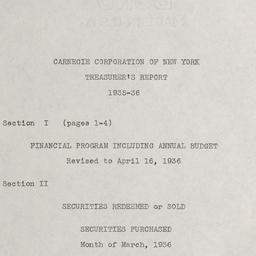 CARNEGIE CORPORATION OF NEW YORK
TREASURER'S REPORT
1935-36
Section I (pages 1-4)
FINANCIAL PROGRAM INCLUDING ANNUAL BUDGET
Revised to April 16, 1936
Section II
SECURITIES REDEEMED or SOLD
SECURITIES PURCHASED
Month of March, 1936